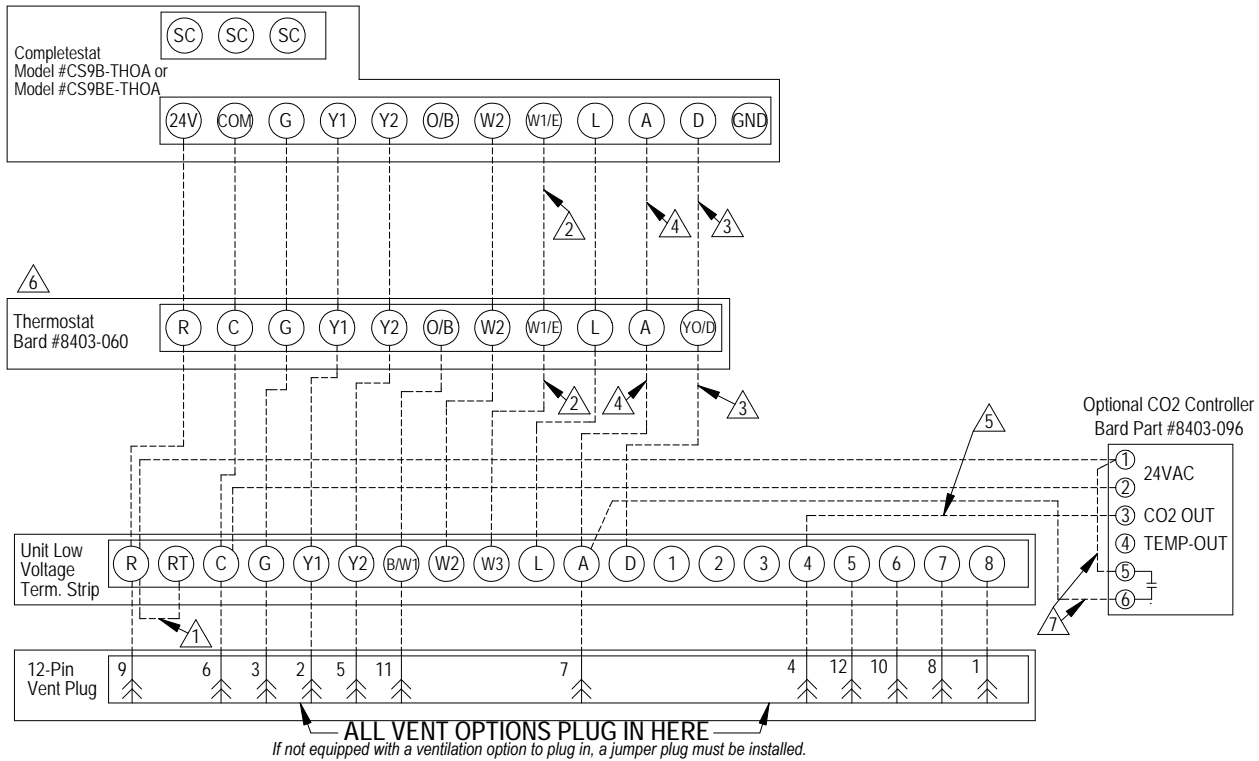 SC SC SC
Completestat
Model #CS9B-THOA or
Model #CS9BE-THOA
24V COM G Y1 Y2 O/B W2 W1/E L A D GND
2 4 3
6
Thermostat
Bard #8403-060
R C G Y1 Y2 O/B W2 W1/E L A YO/D
2 4 3
5
Optional CO2 Controller
Bard Part #8403-096
1
24VAC
2
3 CO2 OUT
4 TEMP-OUT
5
6
7
Unit Low
Voltage
Term. Strip
R RT C G Y1 Y2 B/W1 W2 W3 L A D 1 2 3 4 5 6 7 8
1
12-Pin
Vent Plug
9 6 3 2 5 11 7 4 12 10 8 1
ALL VENT OPTIONS PLUG IN HERE
If not equipped with a ventilation option to plug in, a jumper plug must be installed.